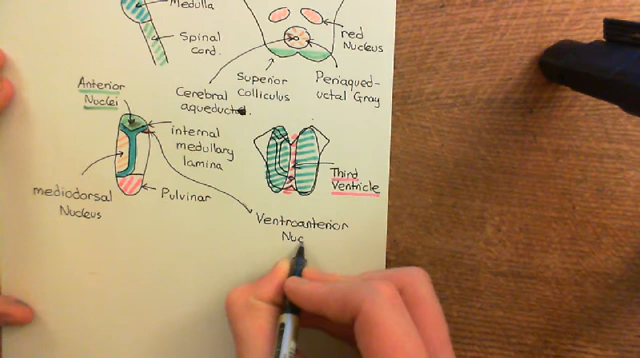 Medulla
Spinal
cord.
red
Nucleus
Superior
Colliculus
Periaqued-
uctal Gray
Cerebral
aqueduct.
Anterior
Nuclei
internal
medullary
lamina
mediodorsal
Nucleus
Pulvinar
Third
Ventricle
Ventroanterior
Nuc